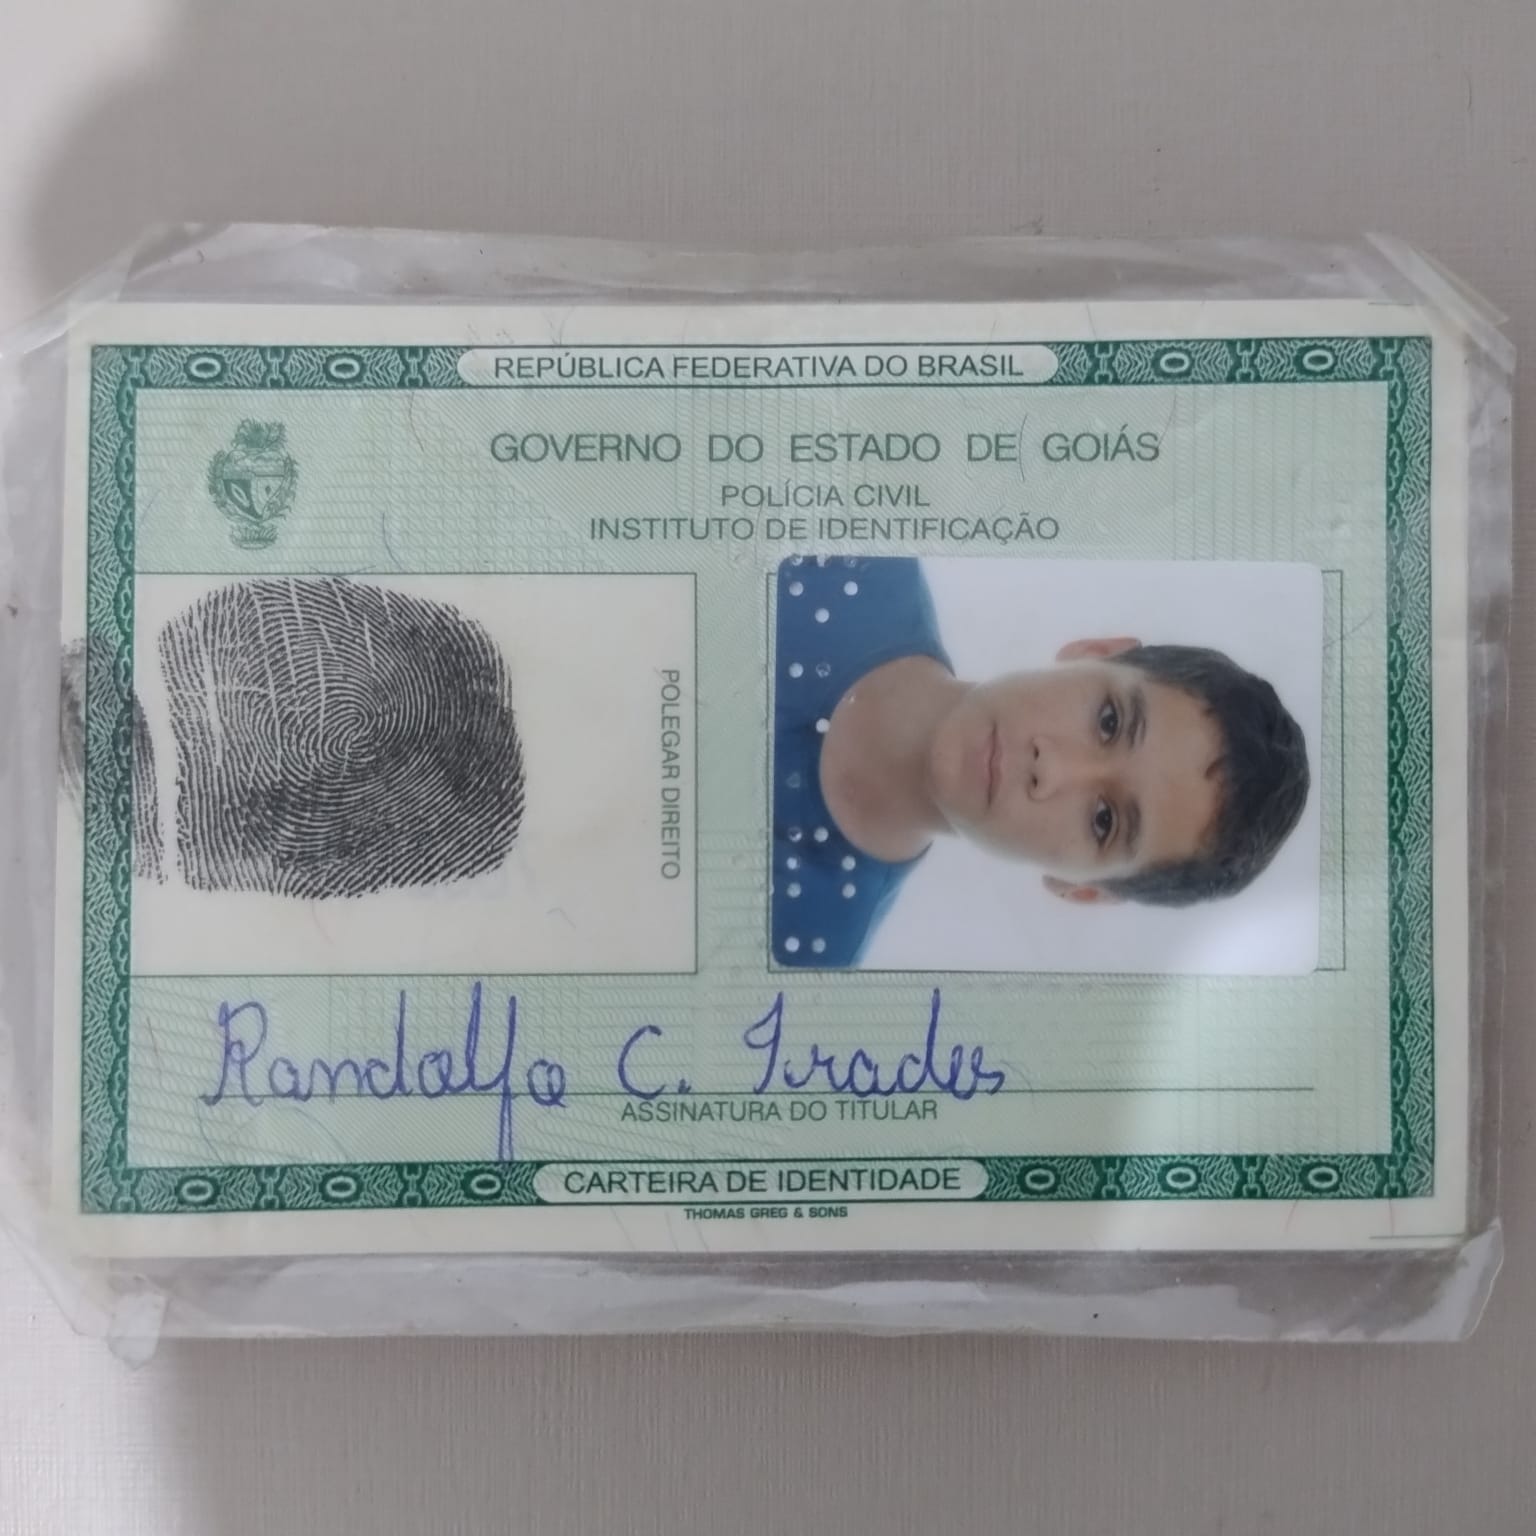 REPÚBLICA FEDERATIVA DO BRASIL
GOVERNO DO ESTADO DE GOIÁS
POLÍCIA CIVIL
INSTITUTO DE IDENTIFICAÇÃO
POLEGAR DIREITO
Randolfo C.
ASSINATURA DO TITULAR
CARTEIRA DE IDENTIDADE
THOMAS GREG & SONS